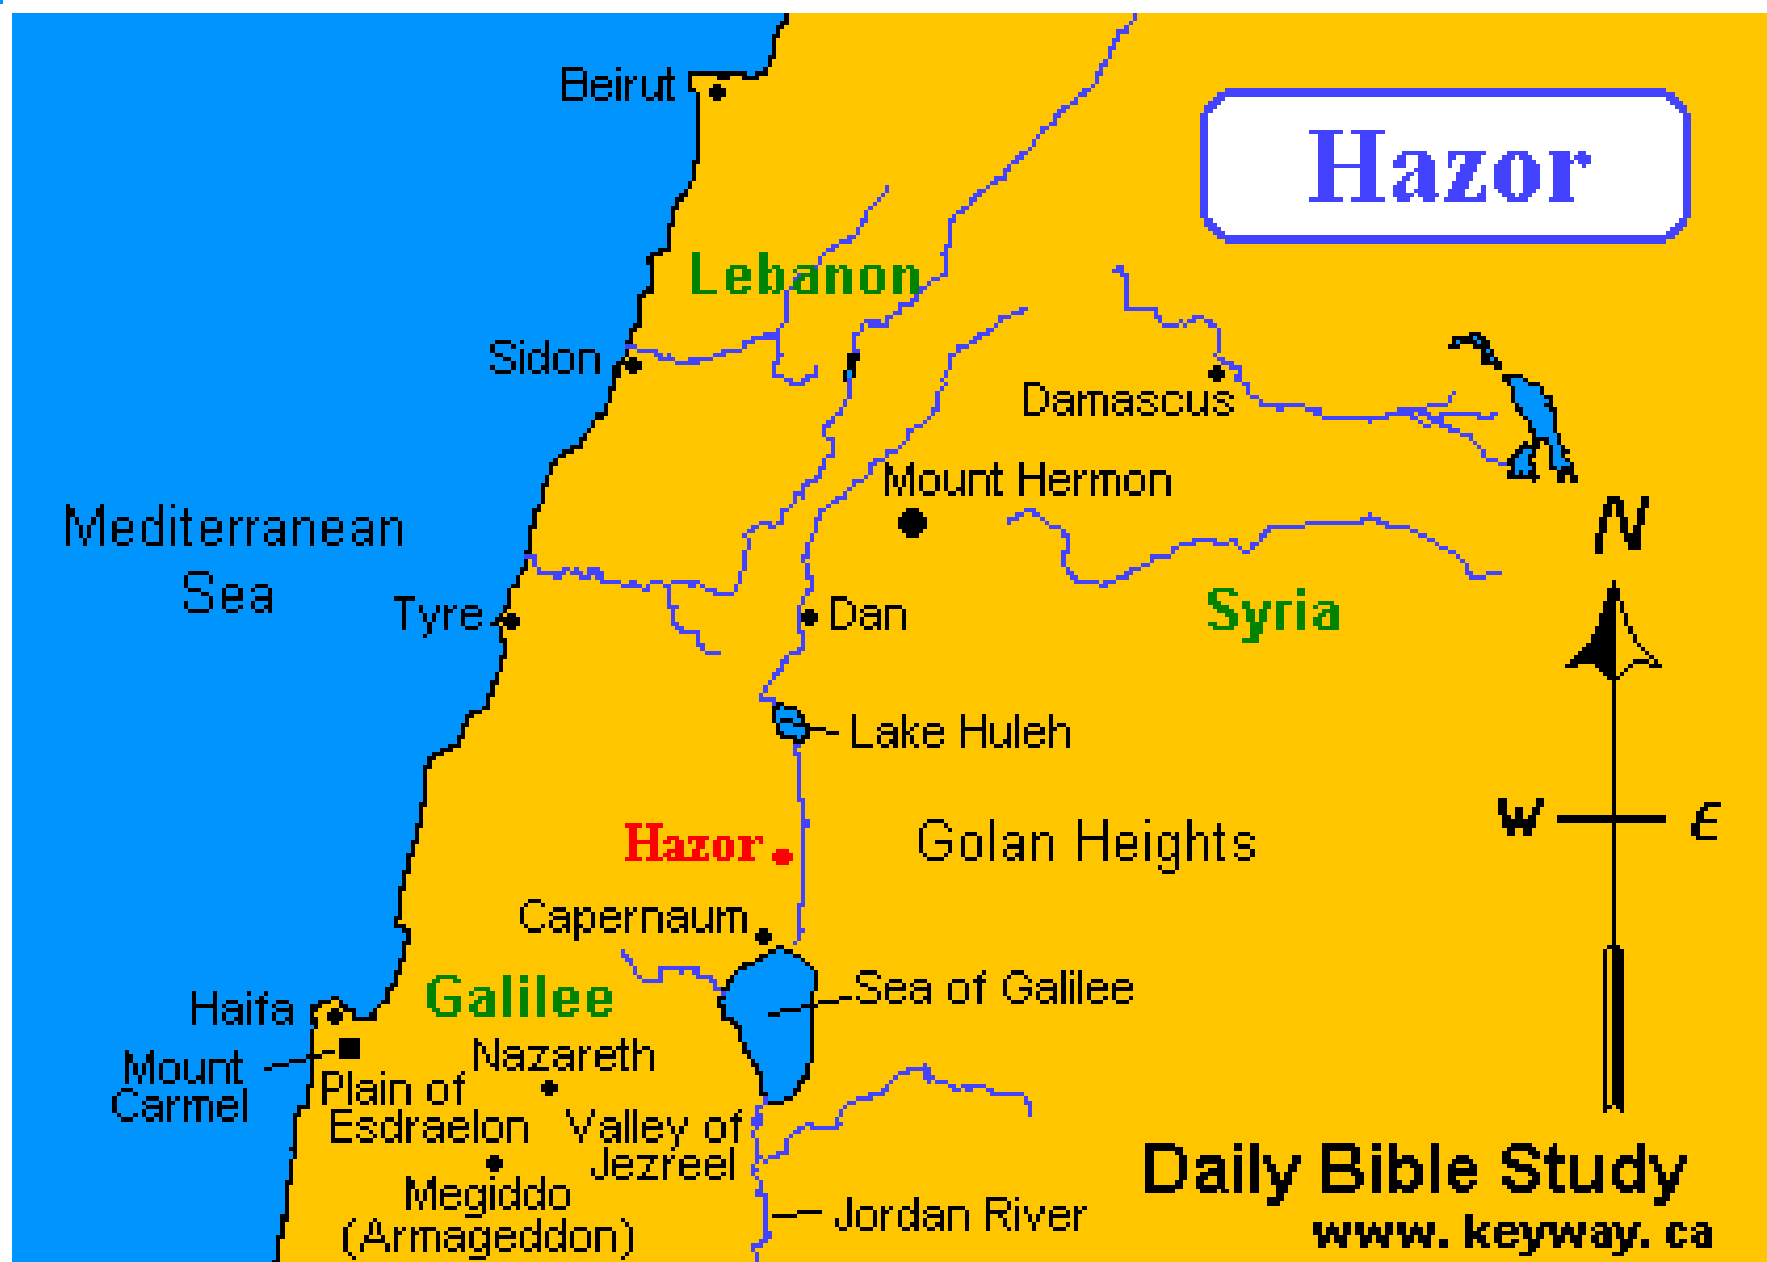 Beirut
Hazor
Lebanon
Sidon
Damascus
Mount Hermon
Mediterranean
Sea
N
Tyre
Dan
Syria
Lake Huleh
W
E
Hazor
Golan Heights
Capernaum
Sea of Galilee
Galilee
Haifa
Mount
Carmel
Nazareth
Plain of
Esdraelon
Valley of
Jezreel
Megiddo
(Armageddon)
Jordan River
Daily Bible Study
www.keyway.ca